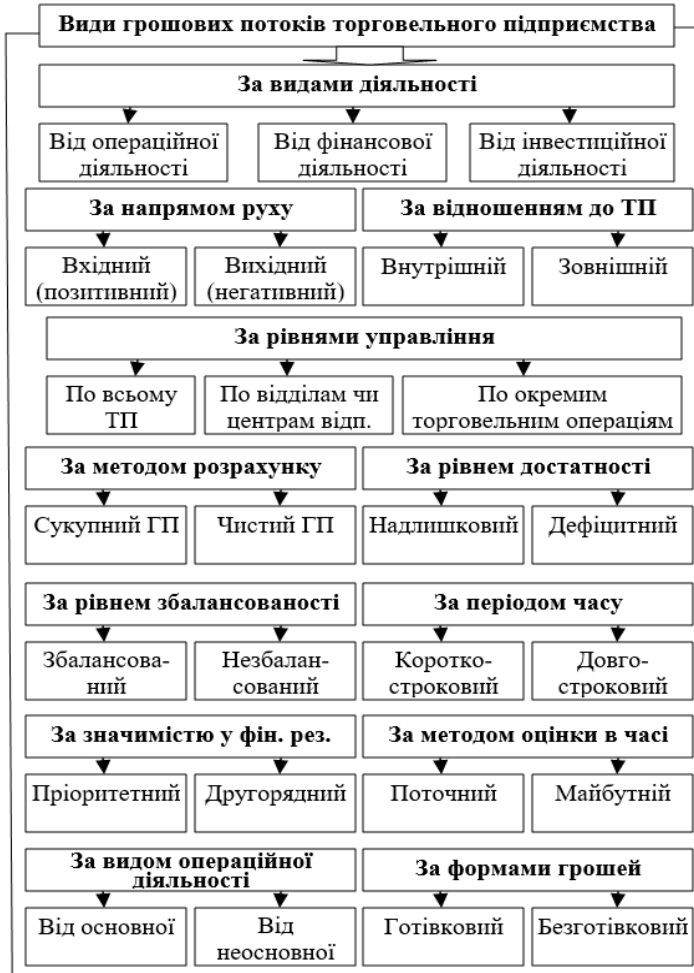 Види грошових потоків торговельного підприємства
За видами діяльності
Від операційної
діяльності
Від фінансової
діяльності
Від інвестиційної
діяльності
За напрямом руху
За відношенням до ТП
Вхідний
(позитивний)
Вихідний
(негативний)
Внутрішній
Зовнішній
За рівнями управління
По всьому
ТП
По відділам чи
центрам відп.
По окремим
торговельним операціям
За методом розрахунку
За рівнем достатності
Сукупний ГП
Чистий ГП
Надлишковий
Дефіцитний
За рівнем збалансованості
За періодом часу
Збалансова-
ний
Незбалан-
сований
Коротко-
строковий
Довго-
строковий
За значимістю у фін. рез.
За методом оцінки в часі
Пріоритетний
Другорядний
Поточний
Майбутній
За видом операційної
діяльності
За формами грошей
Від основної
Від
неосновної
Готівковий
Безготівковий